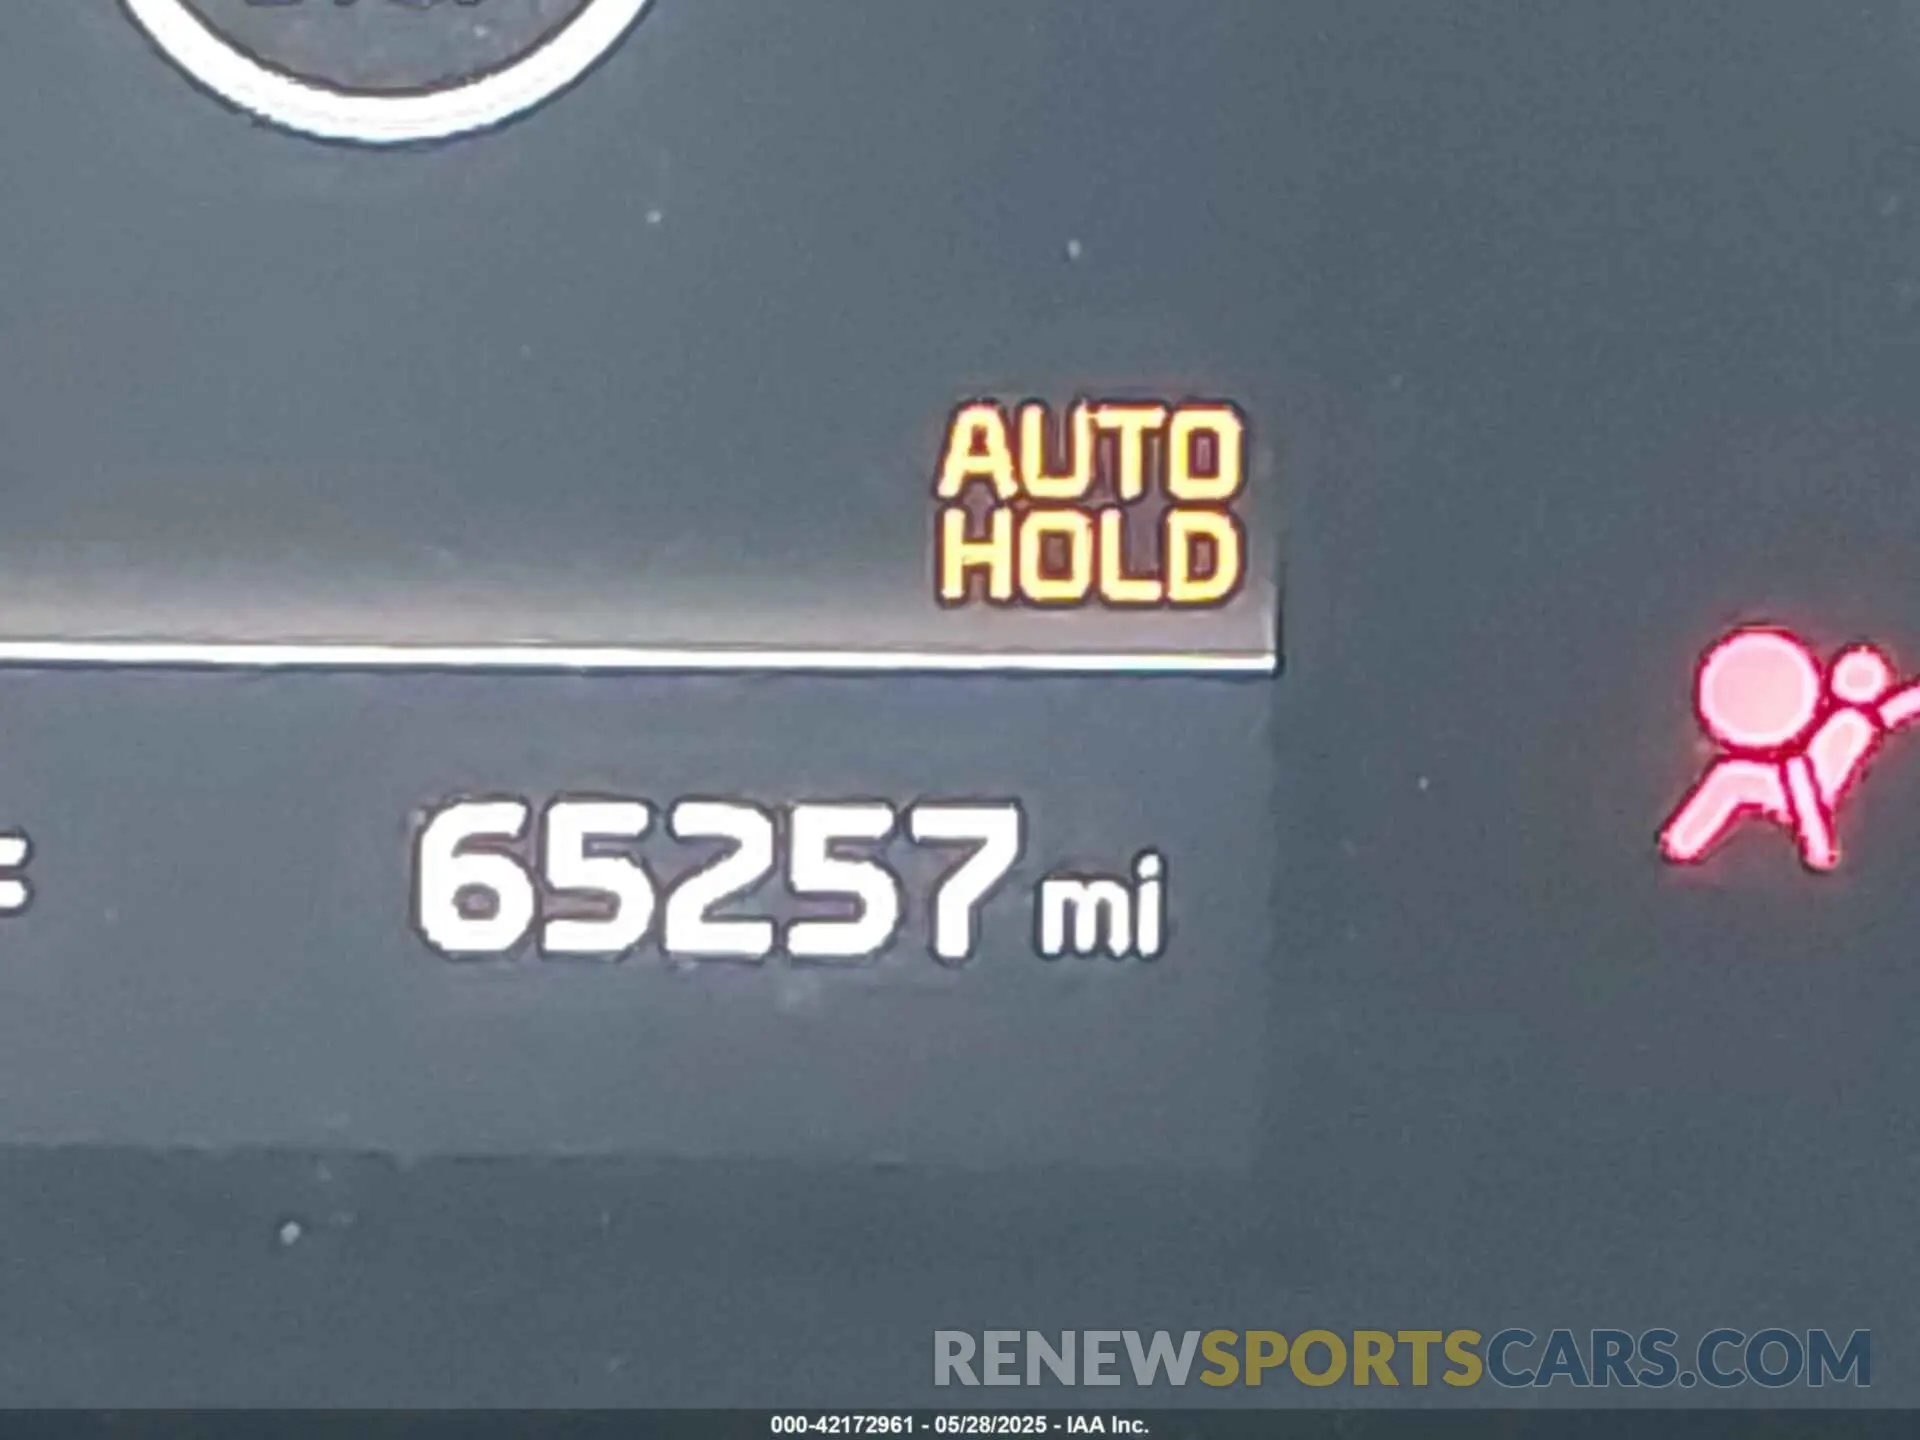 AUTO
HOLD
65257 mi
RENEWSPORTSCARS.COM
000-42172961 - 05/28/2025 - IAA Inc.